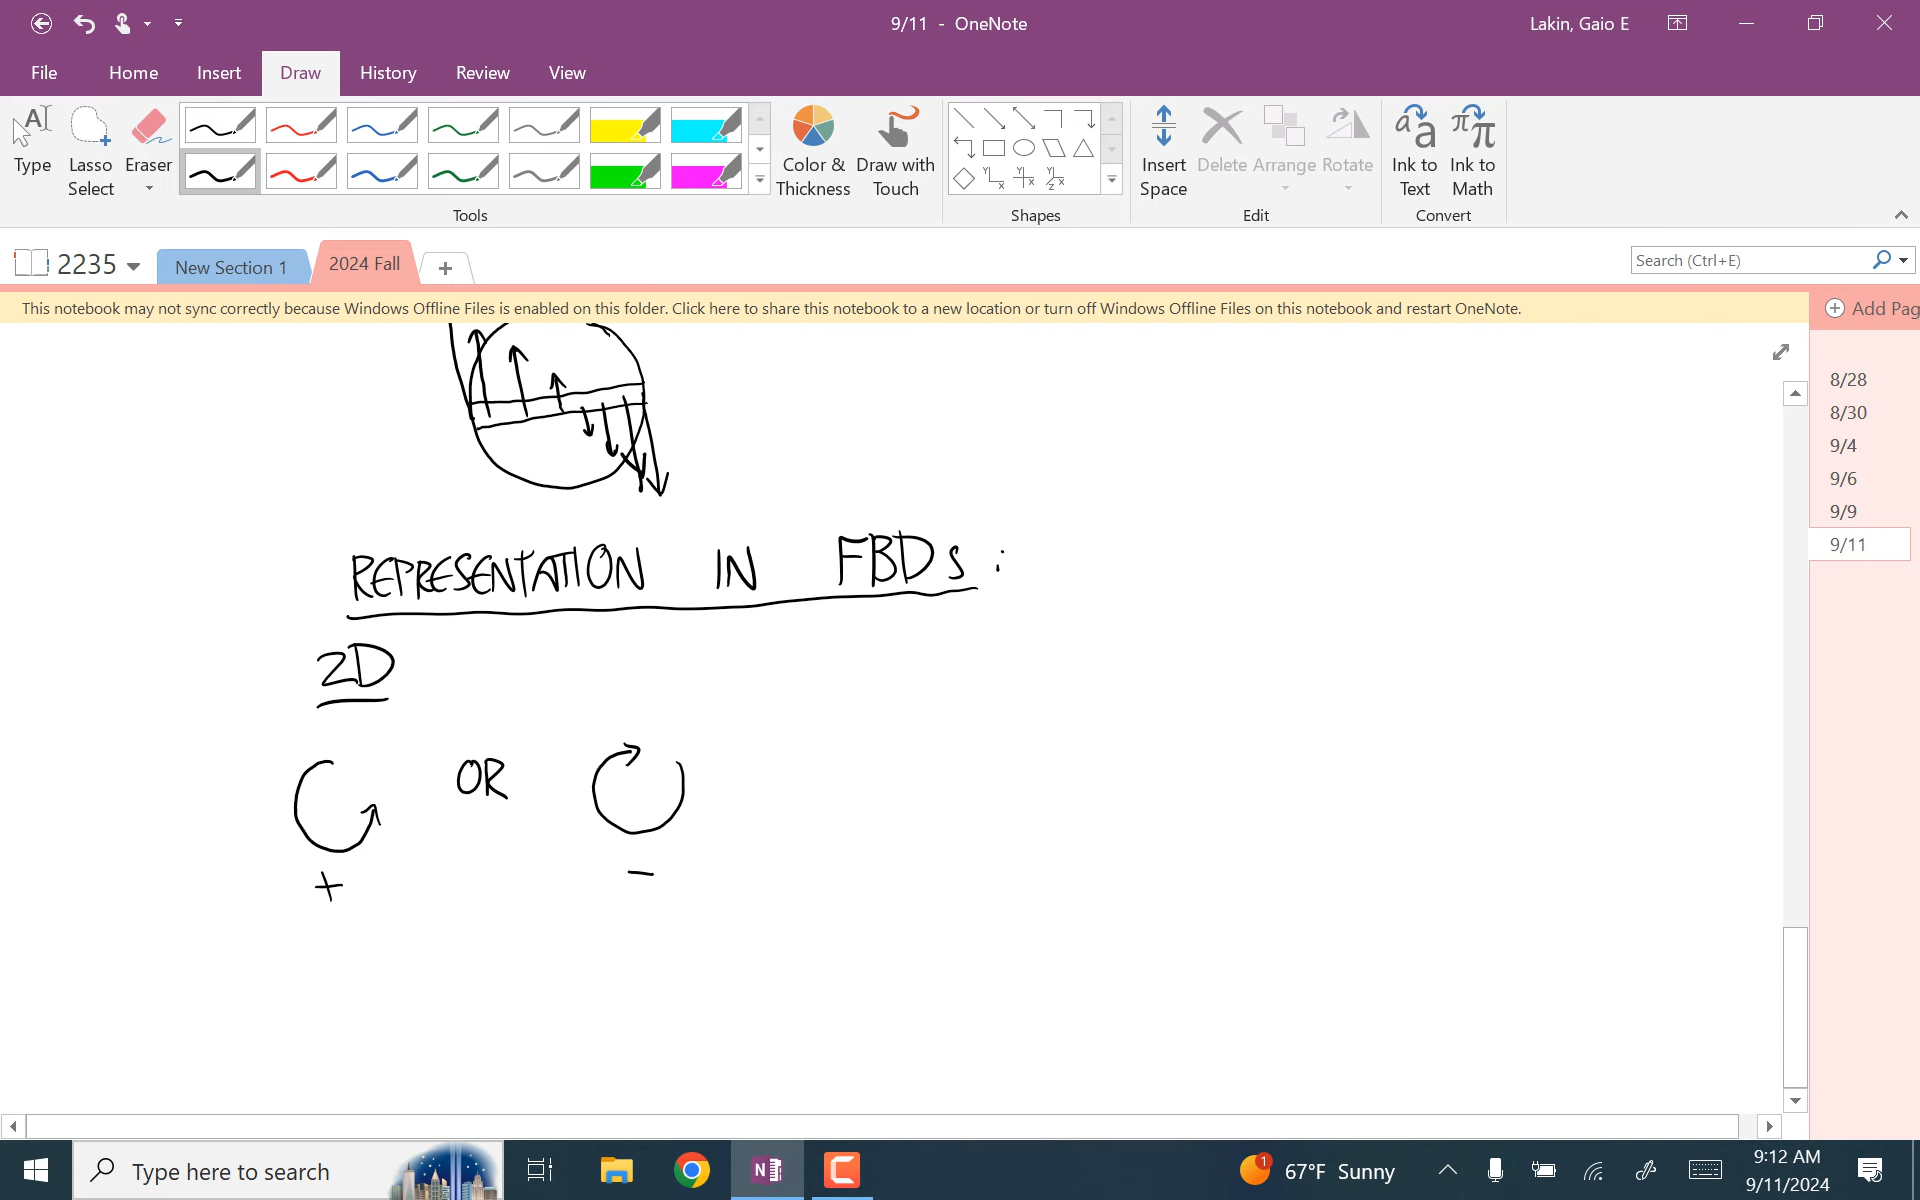 9/11 - OneNote
Lakin, Gaio E
File Home Insert Draw History Review View
Type
Lasso Select
Eraser
Color & Thickness
Draw with Touch
Insert Space
Delete Arrange Rotate
Ink to Text
Ink to Math
Tools
Shapes
Edit
Convert
2235
New Section 1
2024 Fall
Search (Ctrl+E)
This notebook may not sync correctly because Windows Offline Files is enabled on this folder. Click here to share this notebook to a new location or turn off Windows Offline Files on this notebook and restart OneNote.
Add Pag
8/28
8/30
9/4
9/6
9/9
9/11
REPRESENTATION IN FBDs:
2D
OR
+ −
Type here to search
1
67°F Sunny
9:12 AM
9/11/2024